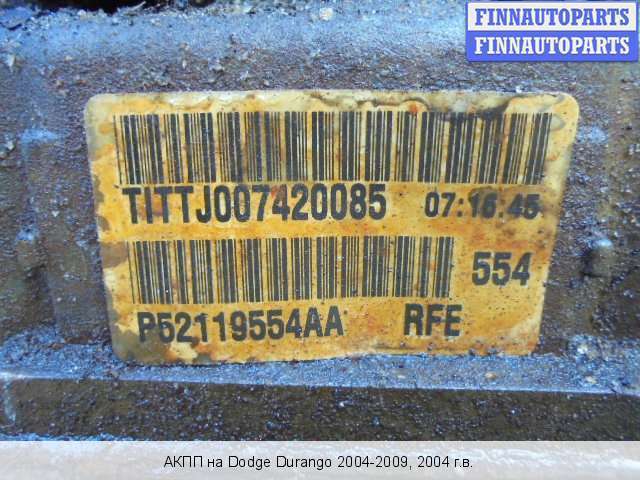 FINNAUTOPARTS
FINNAUTOPARTS
TITTJ007420085 07:16:45
554
P52119554AA RFE
АКПП на Dodge Durango 2004-2009, 2004 г.в.